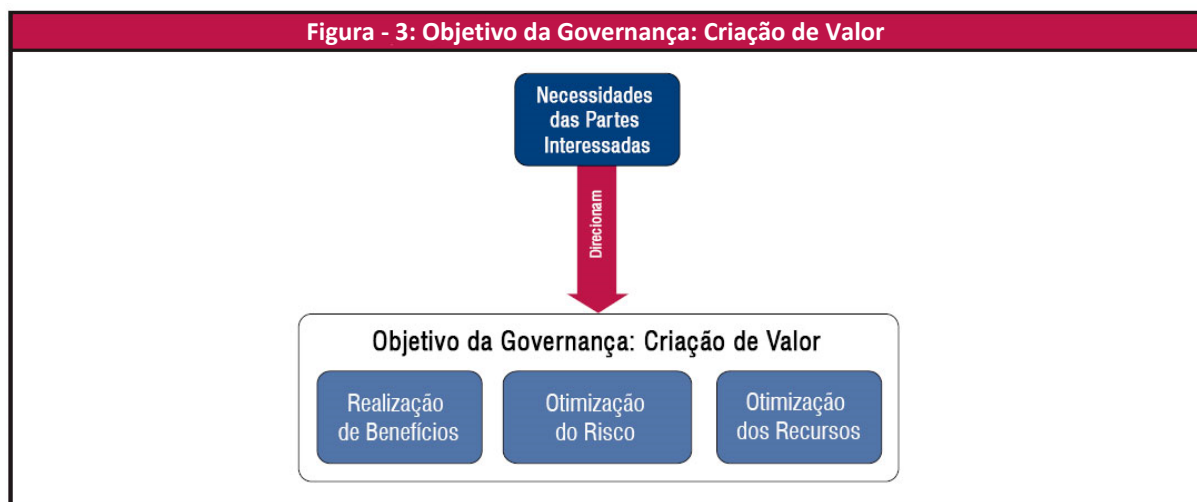 Figura - 3: Objetivo da Governança: Criação de Valor
Necessidades
das Partes
Interessadas
Direcionam
Objetivo da Governança: Criação de Valor
Realização
de Benefícios
Otimização
do Risco
Otimização
dos Recursos